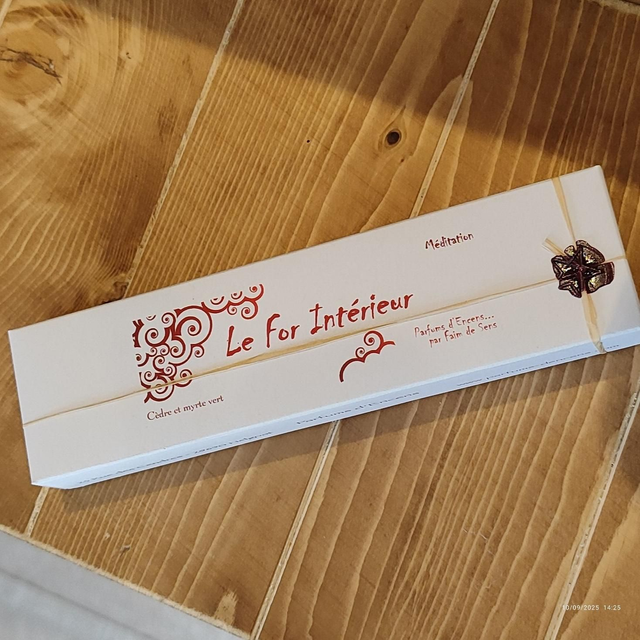 Méditation
Le For Intérieur
Parfums d'Encens...
par Faim de Sens
Cèdre et myrte vert
10/09/2025 14:25